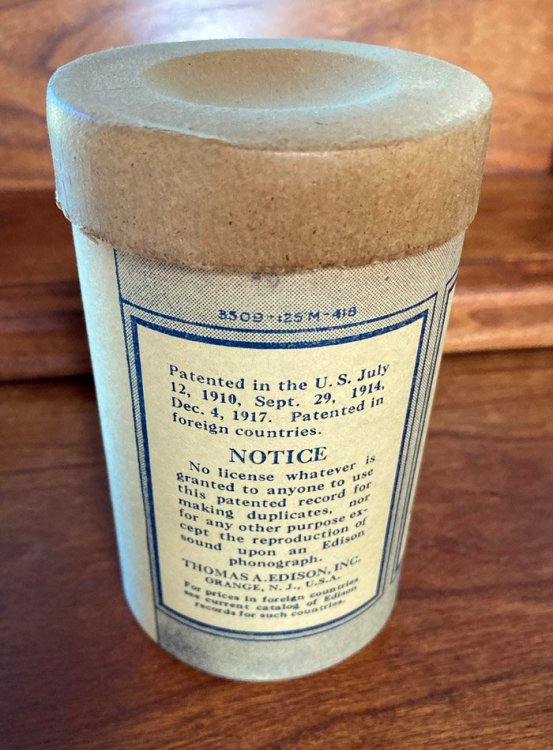 3509-125M-418
Patented in the U. S. July
12, 1910, Sept. 29, 1914,
Dec. 4, 1917. Patented in
foreign countries.
NOTICE
No license whatever is
granted to anyone to use
this patented record for
making duplicates, nor
for any other purpose ex-
cept the reproduction of
sound upon an Edison
phonograph.
THOMAS A. EDISON, INC.
ORANGE, N. J., U.S.A.
For prices in foreign countries
see current catalog of Edison
records for such countries.